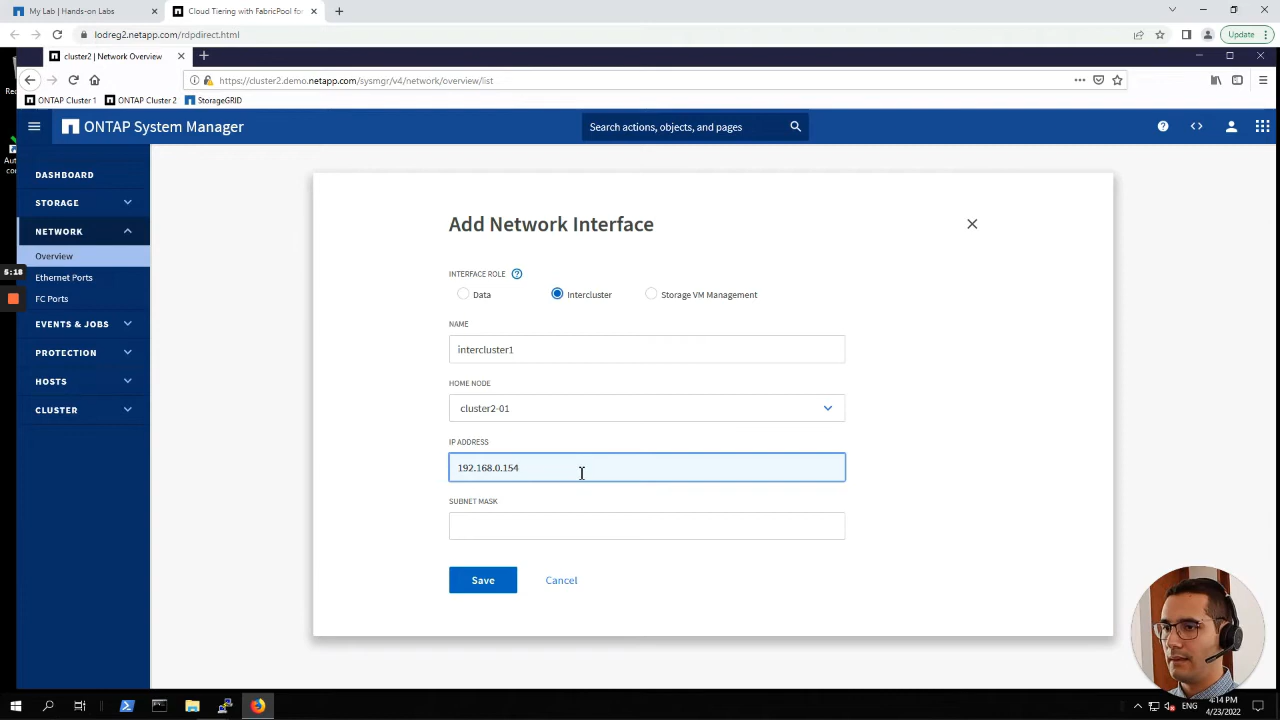 My Lab | Hands-on Labs
Cloud Tiering with FabricPool for
lodreg2.netapp.com/rdpdirect.html
Update
cluster2 | Network Overview
https://cluster2.demo.netapp.com/sysmgr/v4/network/overview/list
ONTAP Cluster 1
ONTAP Cluster 2
StorageGRID
ONTAP System Manager
Search actions, objects, and pages
DASHBOARD
STORAGE
NETWORK
Overview
Ethernet Ports
FC Ports
EVENTS & JOBS
PROTECTION
HOSTS
CLUSTER
5:18
Add Network Interface
INTERFACE ROLE
Data
Intercluster
Storage VM Management
NAME
intercluster1
HOME NODE
cluster2-01
IP ADDRESS
192.168.0.154
SUBNET MASK
Save
Cancel
ENG
4:14 PM
4/23/2022